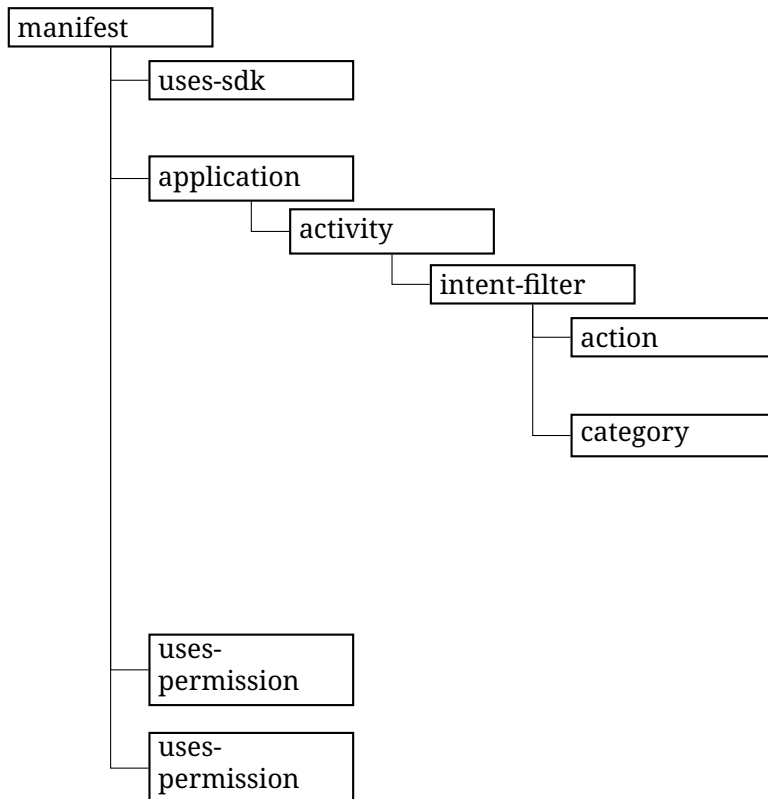 manifest
uses-sdk
application
activity
intent-filter
action
category
uses-
permission
uses-
permission